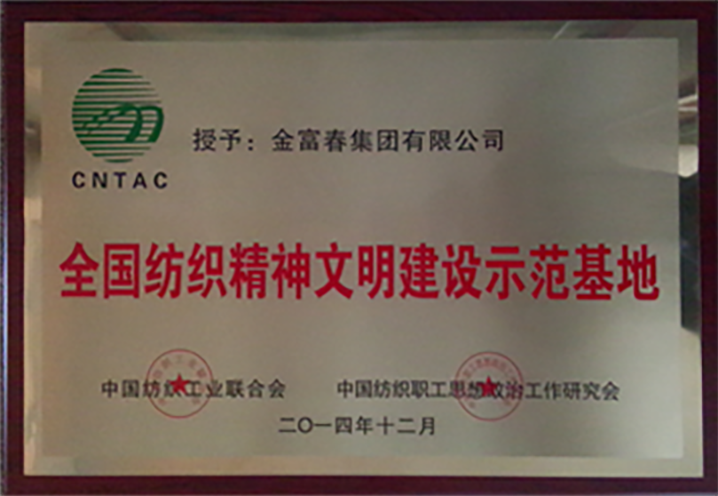 授予：金富春集团有限公司
CNTAC
全国纺织精神文明建设示范基地
中国纺织工业联合会 中国纺织职工思想政治工作研究会
二〇一四年十二月